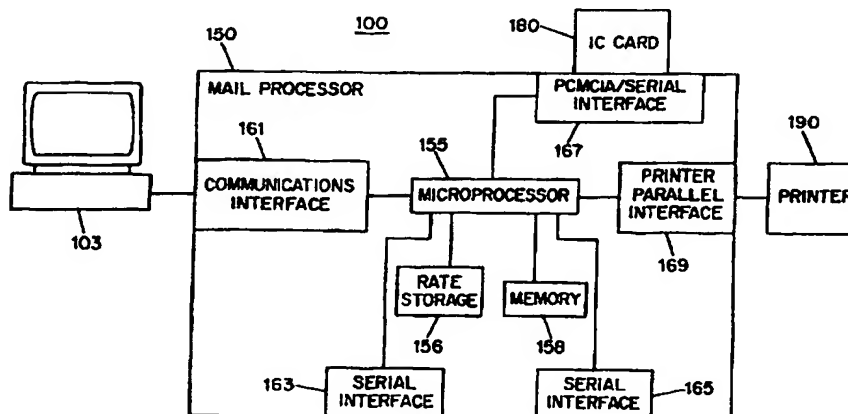 100
150
180
IC CARD
MAIL PROCESSOR
PCMCIA/SERIAL
INTERFACE
167
161
COMMUNICATIONS
INTERFACE
155
MICROPROCESSOR
PRINTER
PARALLEL
INTERFACE
169
190
PRINTER
103
RATE
STORAGE
156
MEMORY
158
163
SERIAL
INTERFACE
SERIAL
INTERFACE
165